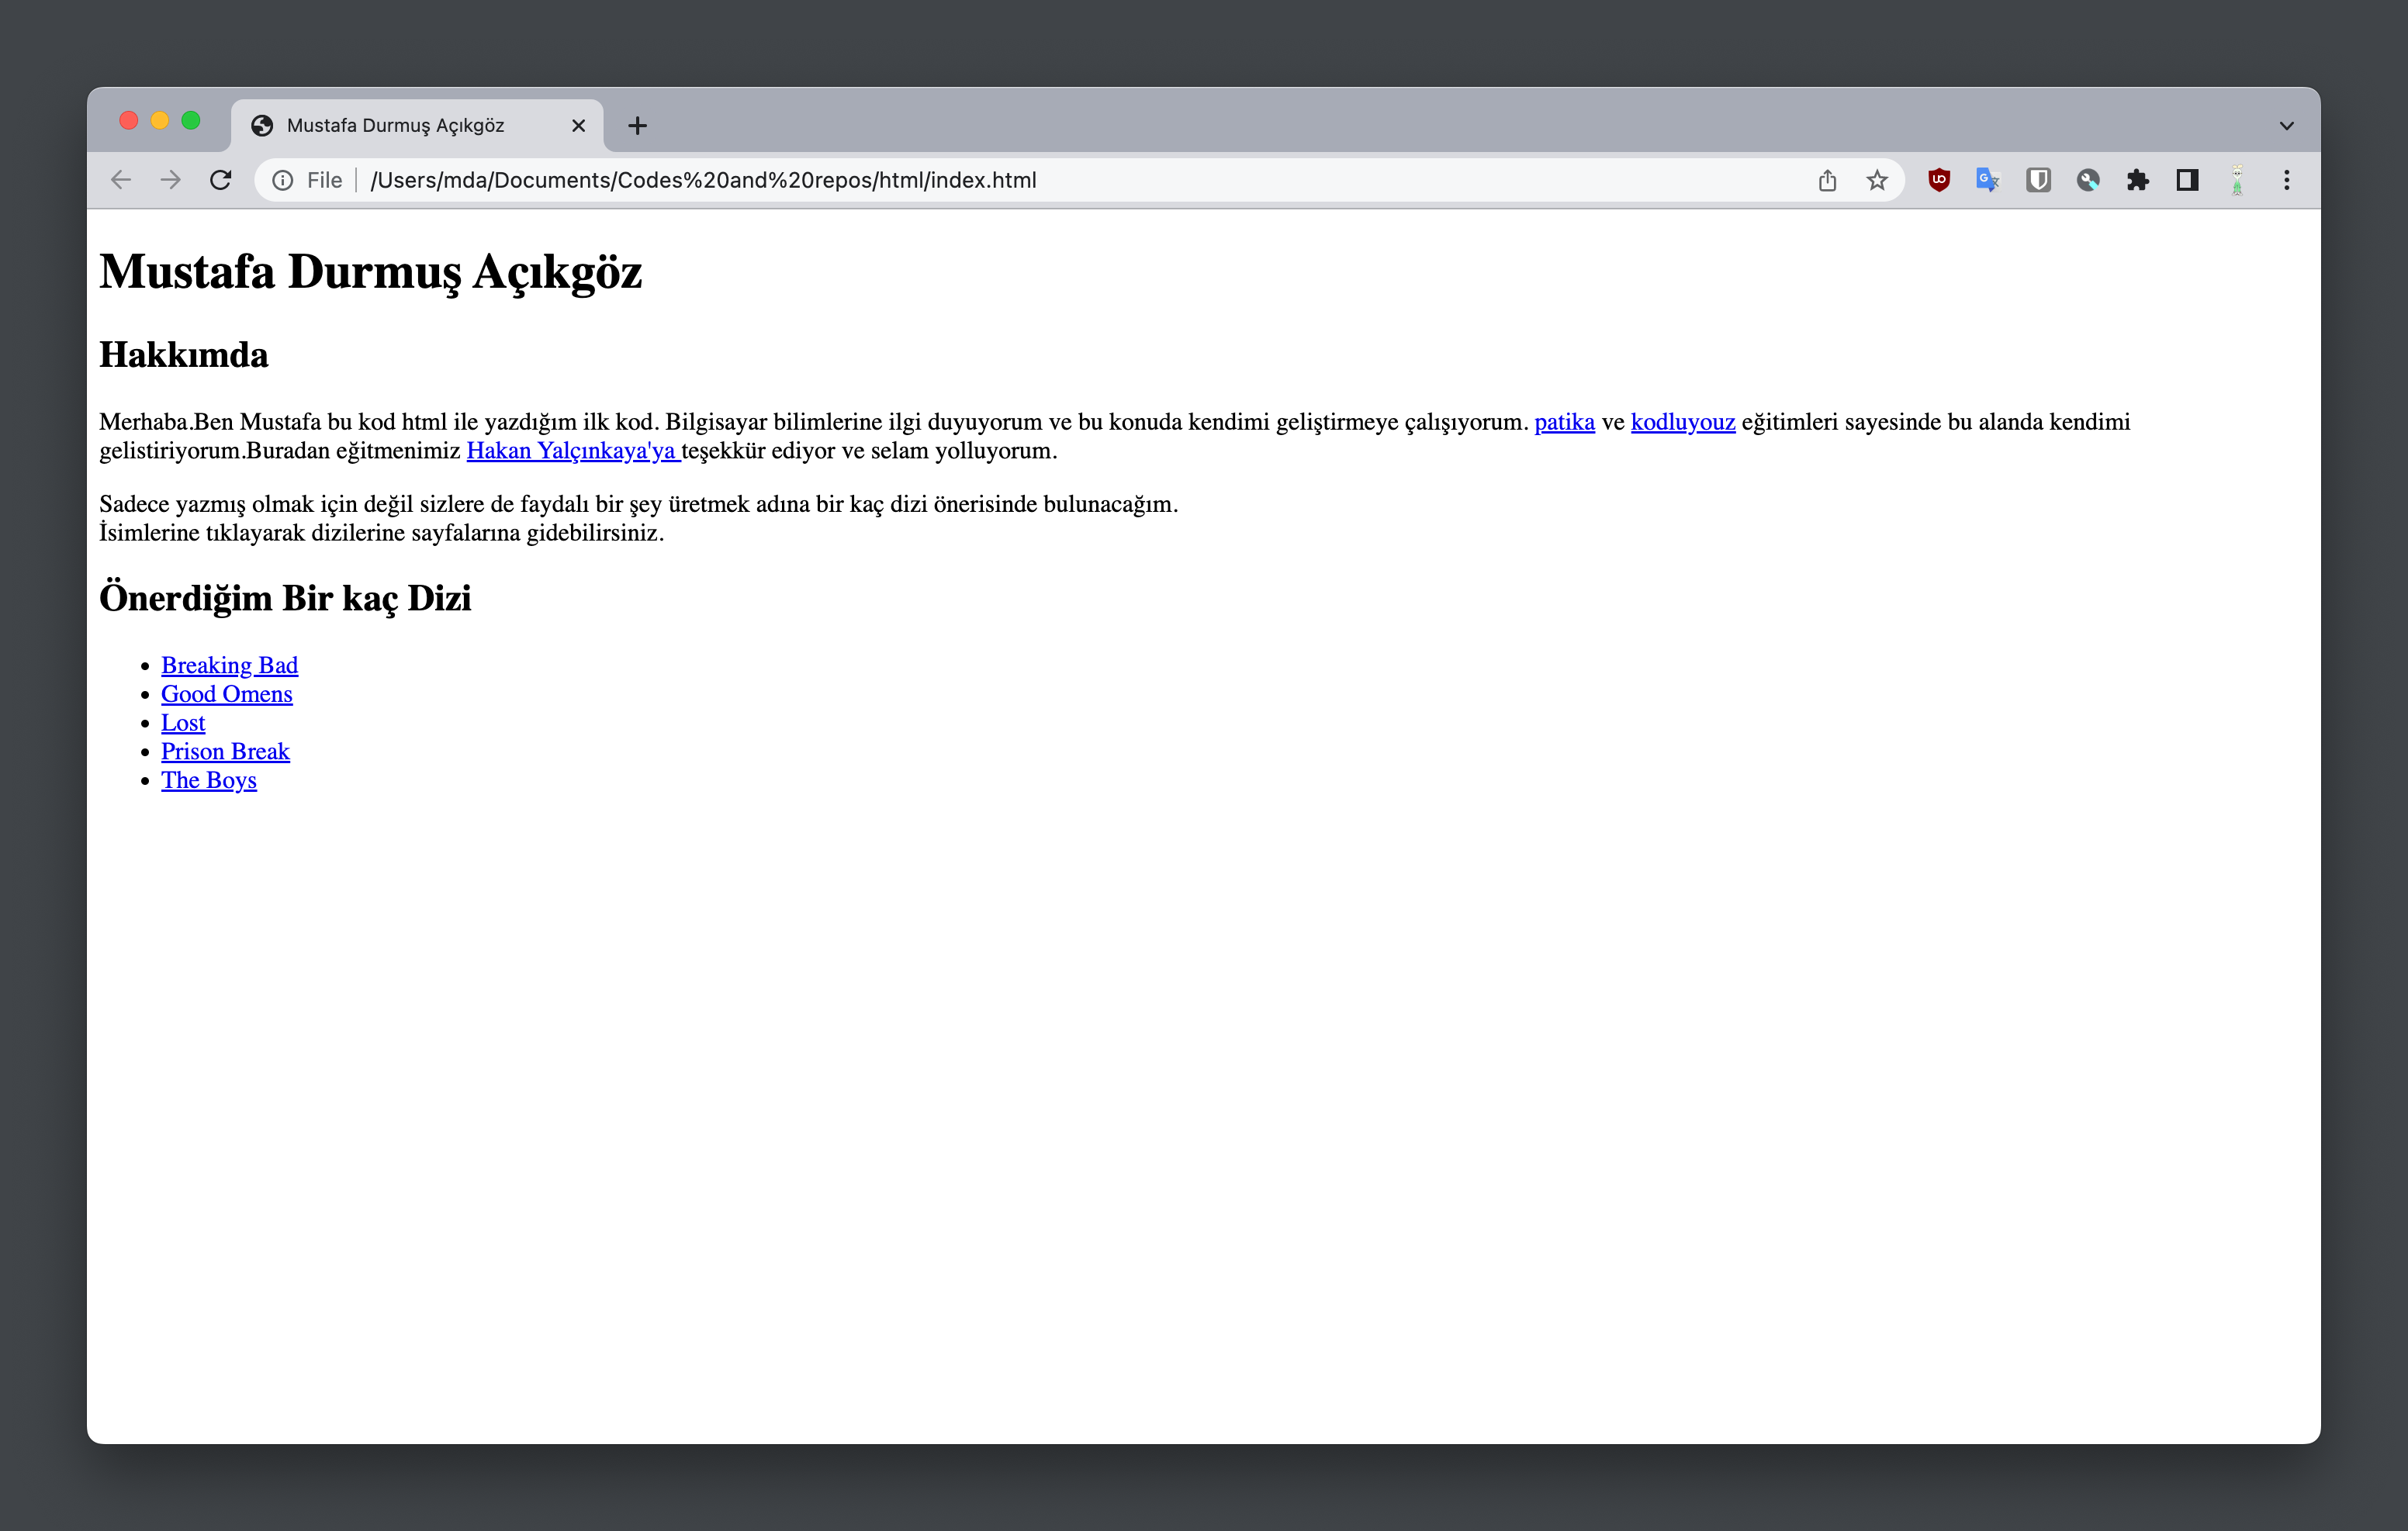 Mustafa Durmuş Açıkgöz
File /Users/mda/Documents/Codes%20and%20repos/html/index.html
Mustafa Durmuş Açıkgöz
Hakkımda
Merhaba.Ben Mustafa bu kod html ile yazdığım ilk kod. Bilgisayar bilimlerine ilgi duyuyorum ve bu konuda kendimi geliştirmeye çalışıyorum. patika ve kodluyouz eğitimleri sayesinde bu alanda kendimi
gelistiriyorum.Buradan eğitmenimiz Hakan Yalçınkaya'ya teşekkür ediyor ve selam yolluyorum.
Sadece yazmış olmak için değil sizlere de faydalı bir şey üretmek adına bir kaç dizi önerisinde bulunacağım.
İsimlerine tıklayarak dizilerine sayfalarına gidebilirsiniz.
Önerdiğim Bir kaç Dizi
Breaking Bad
Good Omens
Lost
Prison Break
The Boys